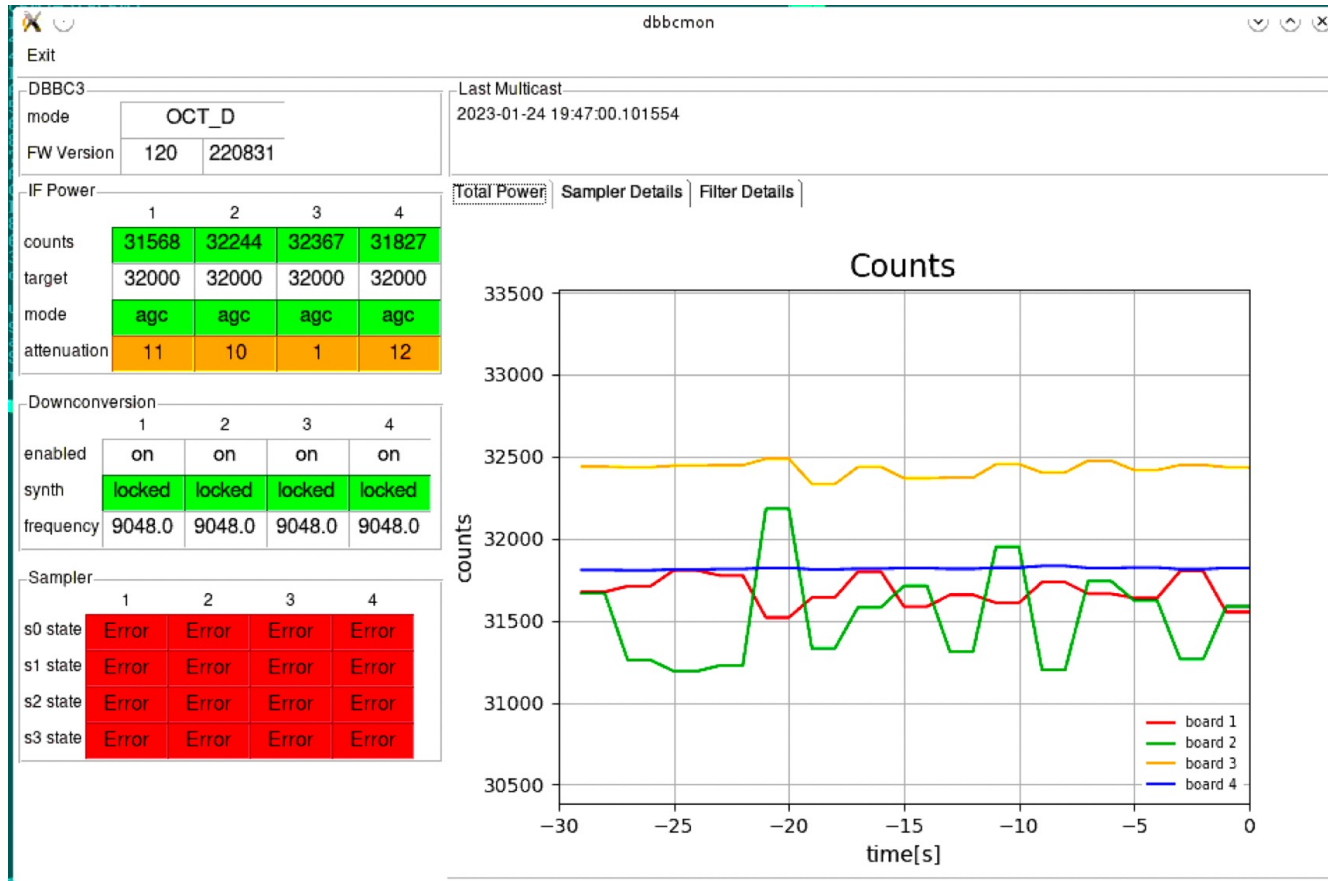 dbbcmon
Exit
DBBC3
mode OCT_D
FW Version 120 220831
Last Multicast
2023-01-24 19:47:00.101554
IF Power
1 2 3 4
counts 31568 32244 32367 31827
target 32000 32000 32000 32000
mode agc agc agc agc
attenuation 11 10 1 12
Downconversion
1 2 3 4
enabled on on on on
synth locked locked locked locked
frequency 9048.0 9048.0 9048.0 9048.0
Sampler
1 2 3 4
s0 state Error Error Error Error
s1 state Error Error Error Error
s2 state Error Error Error Error
s3 state Error Error Error Error
Total Power Sampler Details Filter Details
Counts
33500
33000
32500
32000
31500
31000
30500
counts
board 1
board 2
board 3
board 4
−30 −25 −20 −15 −10 −5 0
time[s]